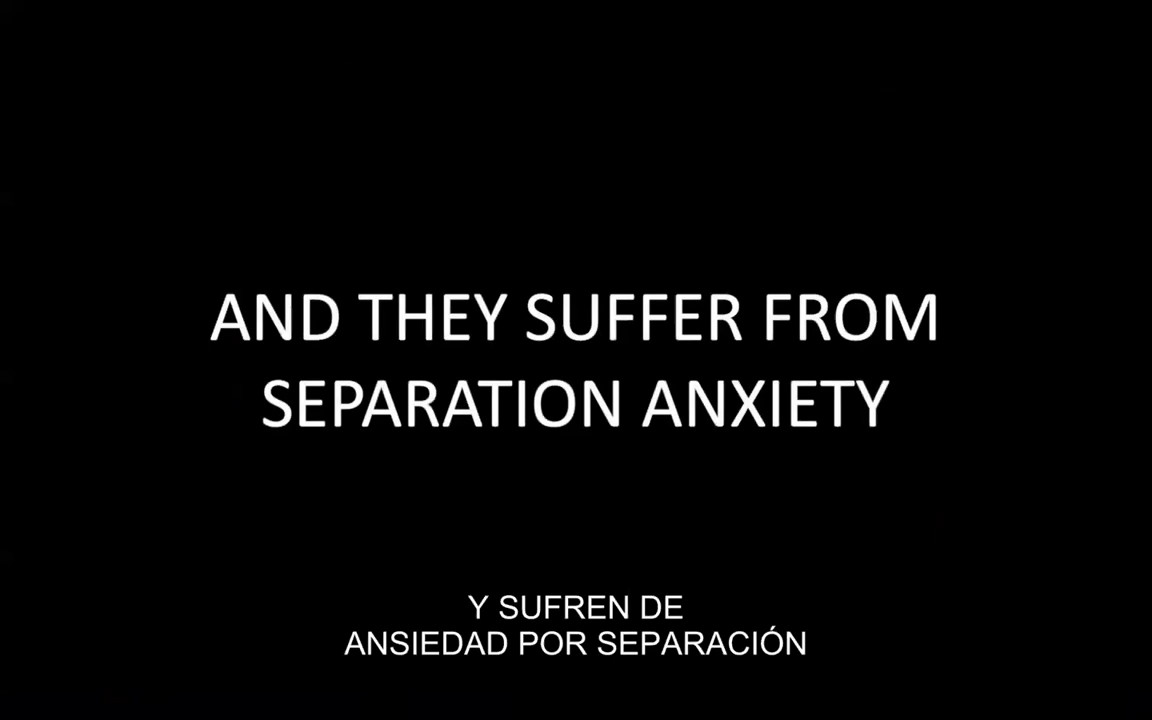 AND THEY SUFFER FROM
SEPARATION ANXIETY
Y SUFREN DE
ANSIEDAD POR SEPARACIÓN